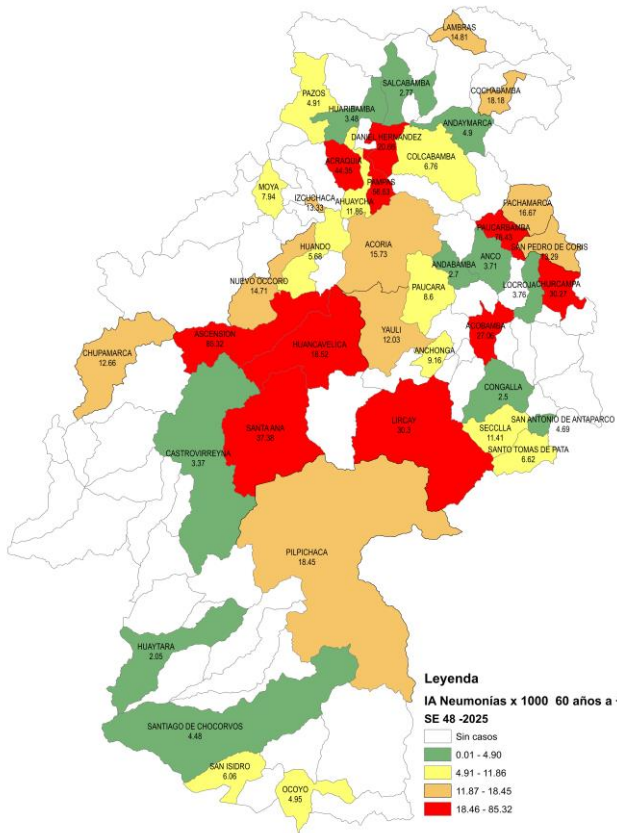 LAMBRAS
14.81
SALCABAMBA
2.77
COCHABAMBA
18.18
PAZOS
4.91
HUARIBAMBA
3.48
ANDAYMARCA
4.9
DANIEL HERNANDEZ
ACRAQUIA
COLCABAMBA
6.76
PAMPAS
MOYA
7.94
IZCUCHACA
13.33
AHUAYCHA
11.86
PACHAMARCA
16.67
PAUCARBAMBA
SAN PEDRO DE CORIS
HUANDO
5.68
ACORIA
15.73
ANDABAMBA
2.7
ANCO
3.71
LOCROJA
3.76
CHURCAMPA
NUEVO OCCORO
14.71
PAUCARA
8.6
ASCENSION
85.32
HUANCAVELICA
YAULI
12.03
ACOBAMBA
CHUPAMARCA
12.66
ANCHONGA
9.16
CONGALLA
2.5
SAN ANTONIO DE ANTAPARCO
4.69
SECCLLA
11.41
SANTO TOMAS DE PATA
6.62
LIRCAY
30.3
SANTA ANA
CASTROVIRREYNA
3.37
PILPICHACA
18.45
HUAYTARA
2.05
SANTIAGO DE CHOCORVOS
4.48
SAN ISIDRO
6.06
OCOYO
4.95
Leyenda
IA Neumonías x 1000 60 años a +
SE 48 -2025
Sin casos
0.01 - 4.90
4.91 - 11.86
11.87 - 18.45
18.46 - 85.32